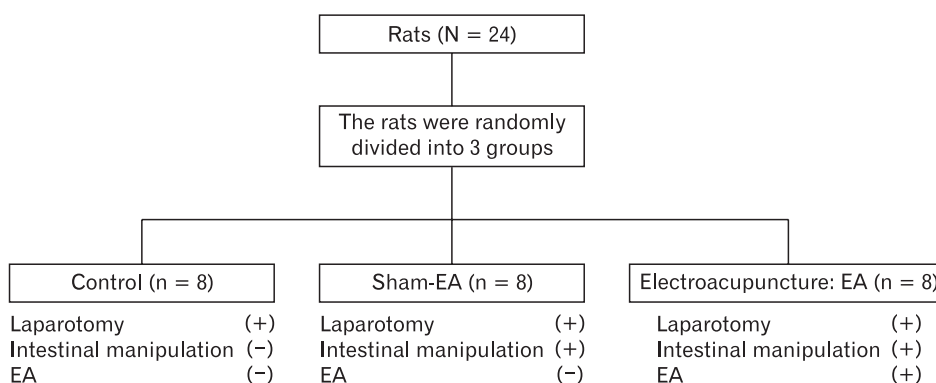 Rats (N = 24)
The rats were randomly
divided into 3 groups
Control (n = 8)
Laparotomy (+)
Intestinal manipulation (−)
EA (−)
Sham-EA (n = 8)
Laparotomy (+)
Intestinal manipulation (+)
EA (−)
Electroacupuncture: EA (n = 8)
Laparotomy (+)
Intestinal manipulation (+)
EA (+)